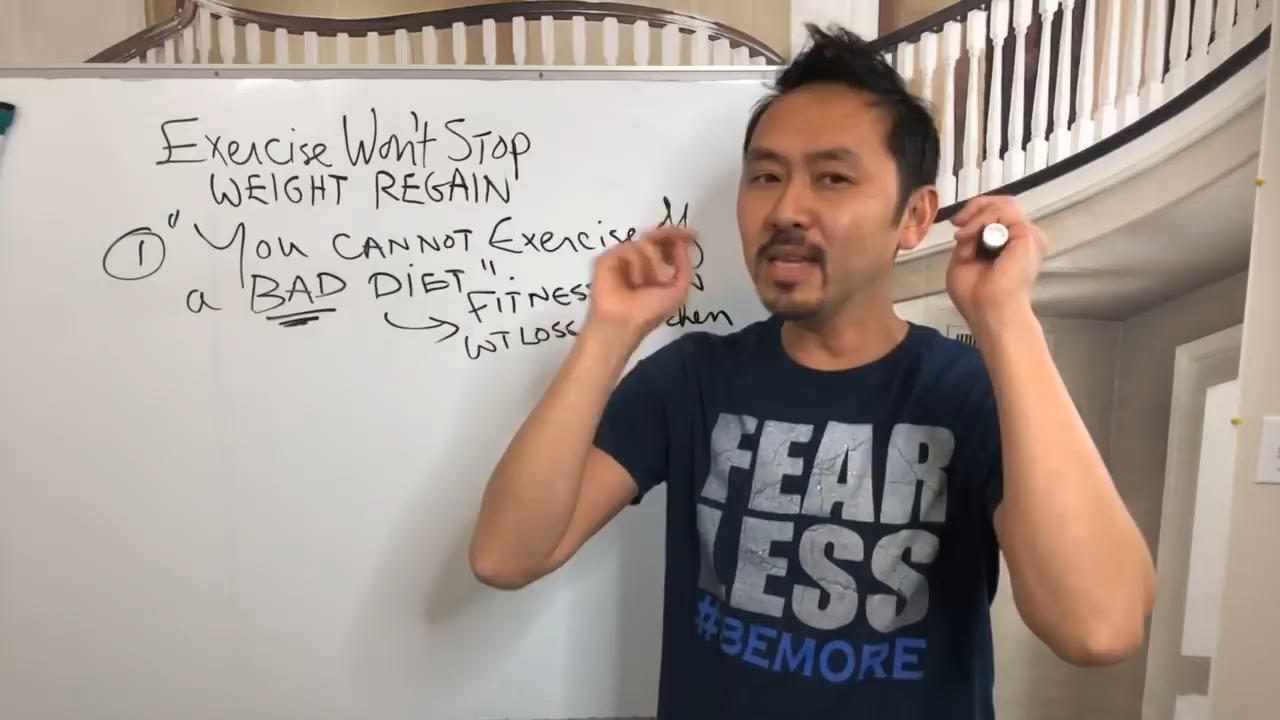 Exercise Won't Stop
WEIGHT REGAIN
① "You CANNOT Exercise
a BAD DIET".
FITNESS
WT LOSS
FEAR
LESS
#BEMORE